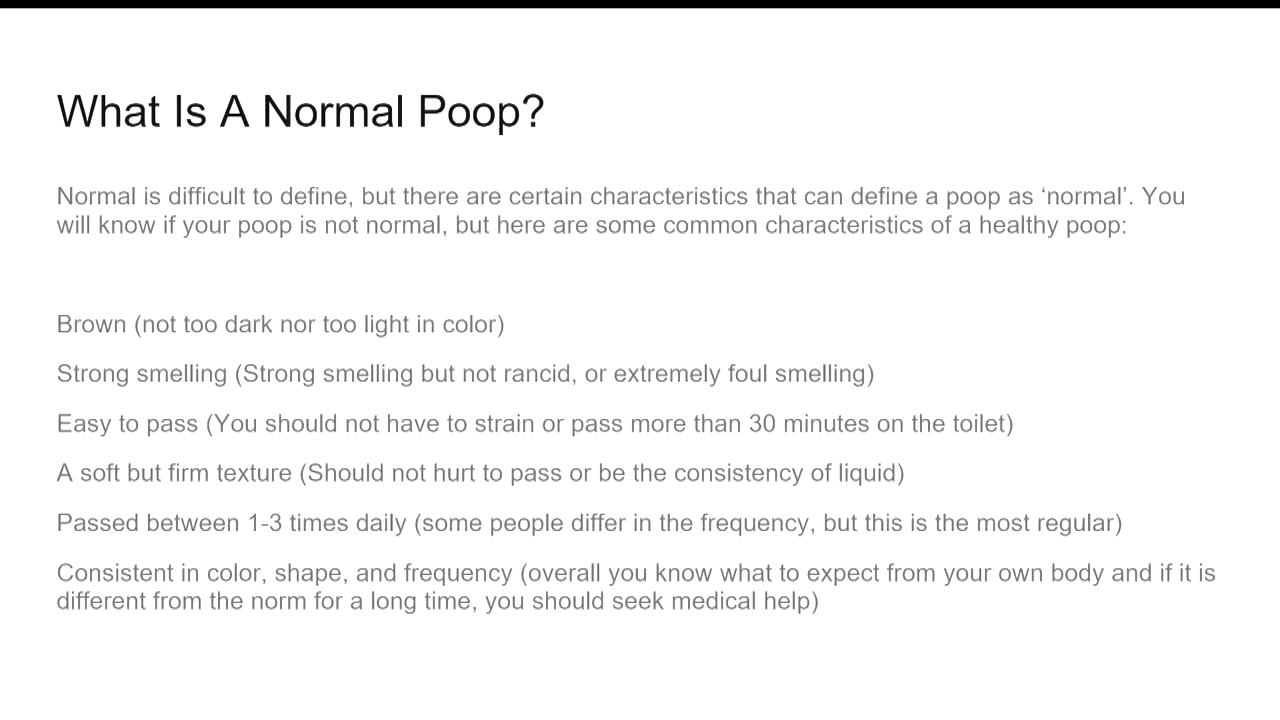 What Is A Normal Poop?
Normal is difficult to define, but there are certain characteristics that can define a poop as ‘normal’. You
will know if your poop is not normal, but here are some common characteristics of a healthy poop:
Brown (not too dark nor too light in color)
Strong smelling (Strong smelling but not rancid, or extremely foul smelling)
Easy to pass (You should not have to strain or pass more than 30 minutes on the toilet)
A soft but firm texture (Should not hurt to pass or be the consistency of liquid)
Passed between 1-3 times daily (some people differ in the frequency, but this is the most regular)
Consistent in color, shape, and frequency (overall you know what to expect from your own body and if it is
different from the norm for a long time, you should seek medical help)